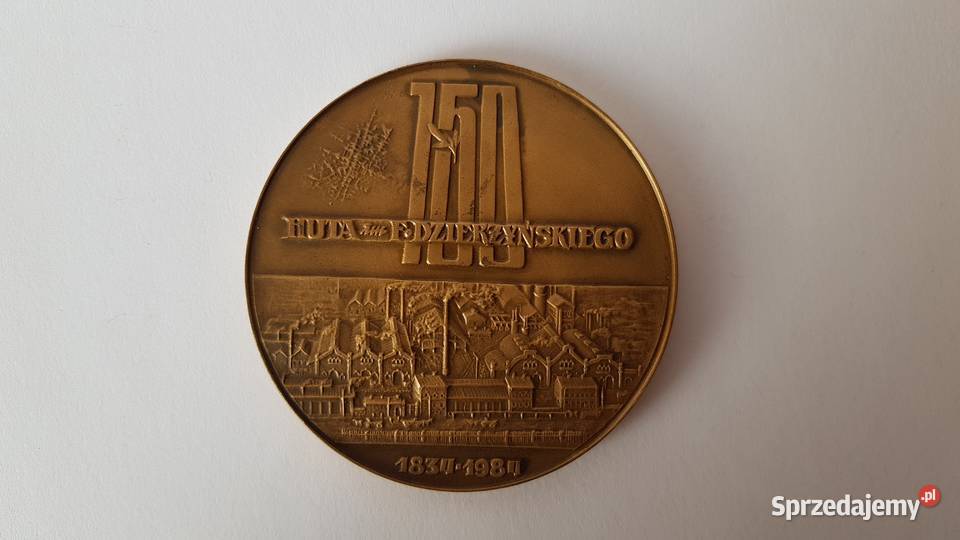 150
HUTA im. F. DZIERŻYŃSKIEGO
1834·1984
Sprzedajemy.pl